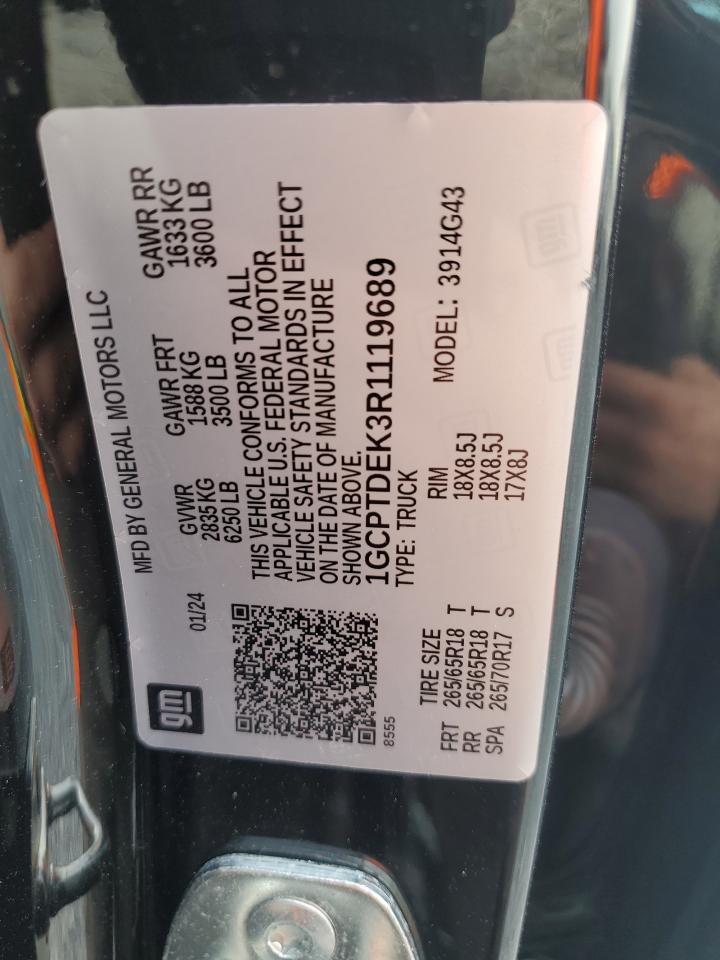 MFD BY GENERAL MOTORS LLC
gm
01/24
GVWR GAWR FRT GAWR RR
2835 KG 1588 KG 1633 KG
6250 LB 3500 LB 3600 LB
THIS VEHICLE CONFORMS TO ALL
APPLICABLE U.S. FEDERAL MOTOR
VEHICLE SAFETY STANDARDS IN EFFECT
ON THE DATE OF MANUFACTURE
SHOWN ABOVE.
1GCPTDEK3R1119689
TYPE: TRUCK MODEL: 3914G43
8555
TIRE SIZE RIM
FRT 265/65R18 T 18X8.5J
RR 265/65R18 T 18X8.5J
SPA 265/70R17 S 17X8J
gm